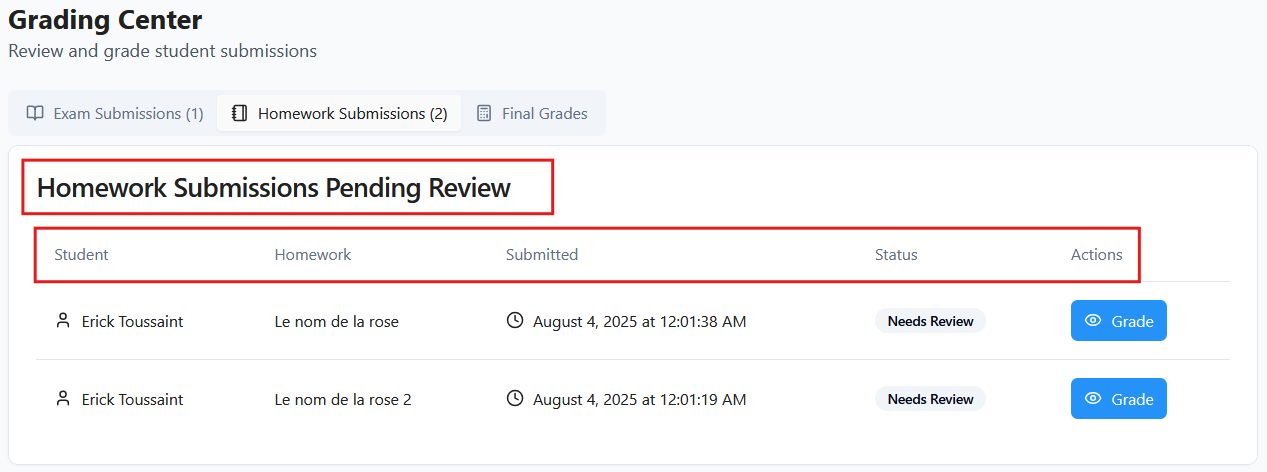 Grading Center
Review and grade student submissions
Exam Submissions (1) Homework Submissions (2) Final Grades
Homework Submissions Pending Review
Student Homework Submitted Status Actions
Erick Toussaint Le nom de la rose August 4, 2025 at 12:01:38 AM Needs Review Grade
Erick Toussaint Le nom de la rose 2 August 4, 2025 at 12:01:19 AM Needs Review Grade